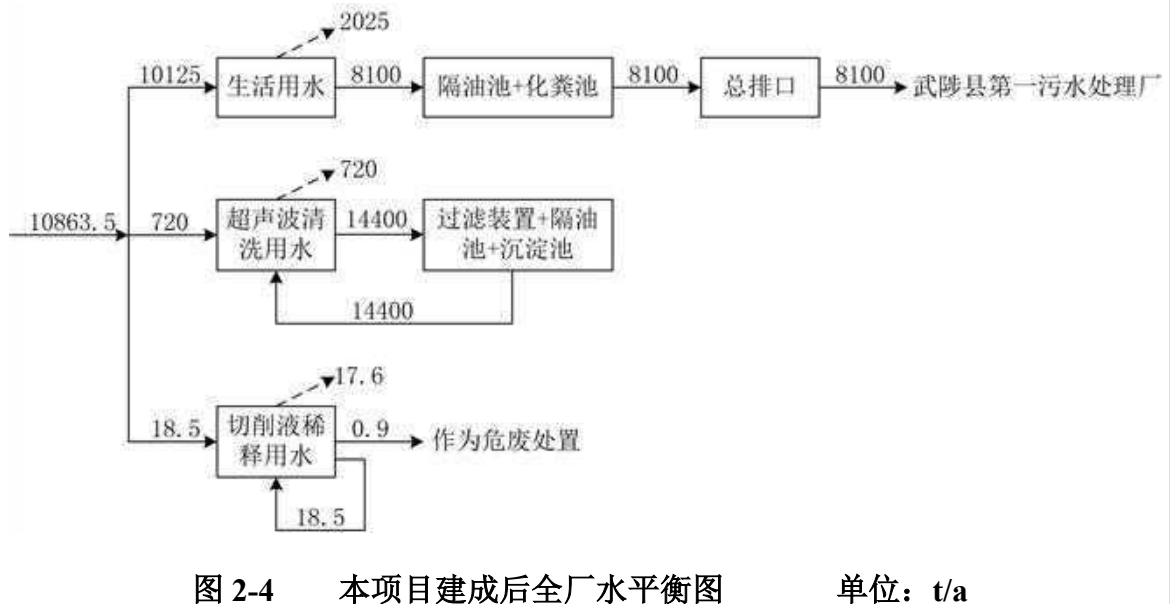 2025
10125
生活用水
8100
隔油池+化粪池
8100
总排口
8100
武陟县第一污水处理厂
720
10863.5
720
超声波清
洗用水
14400
过滤装置+隔油
池+沉淀池
14400
17.6
18.5
切削液稀
释用水
0.9
作为危废处置
18.5
图 2-4 本项目建成后全厂水平衡图 单位：t/a